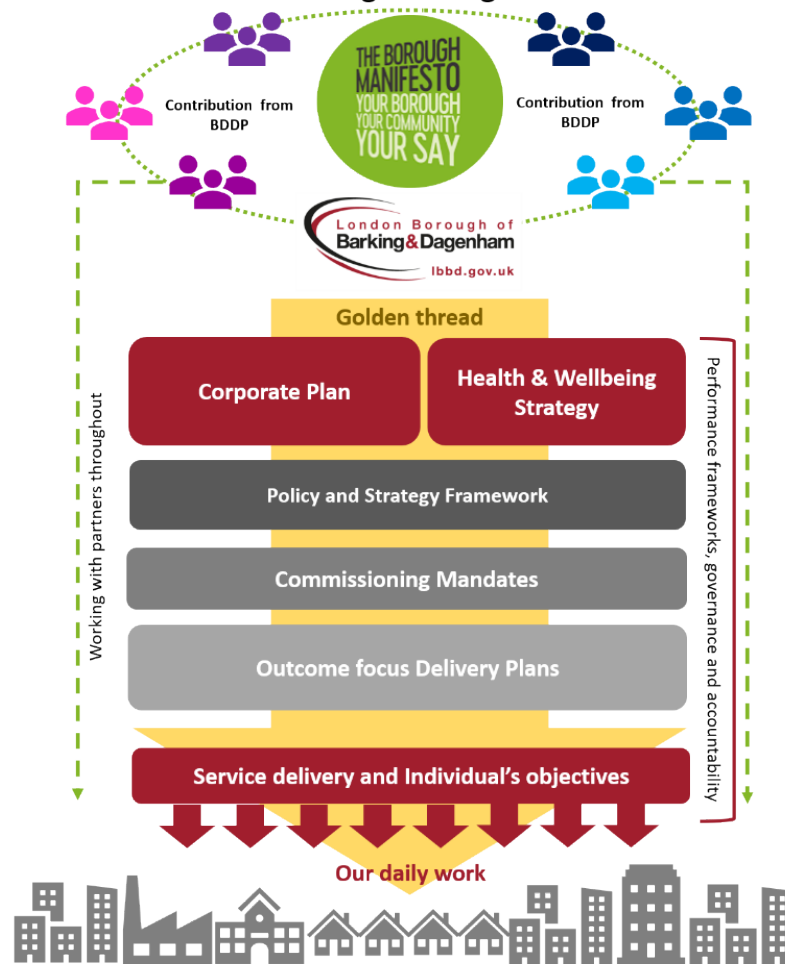 THE BOROUGH
MANIFESTO
YOUR BOROUGH
YOUR COMMUNITY
YOUR SAY
Contribution from
BDDP
Contribution from
BDDP
London Borough of
Barking&Dagenham
lbbd.gov.uk
Golden thread
Corporate Plan
Health & Wellbeing
Strategy
Policy and Strategy Framework
Commissioning Mandates
Outcome focus Delivery Plans
Service delivery and Individual's objectives
Our daily work
Working with partners throughout
Performance frameworks, governance and accountability